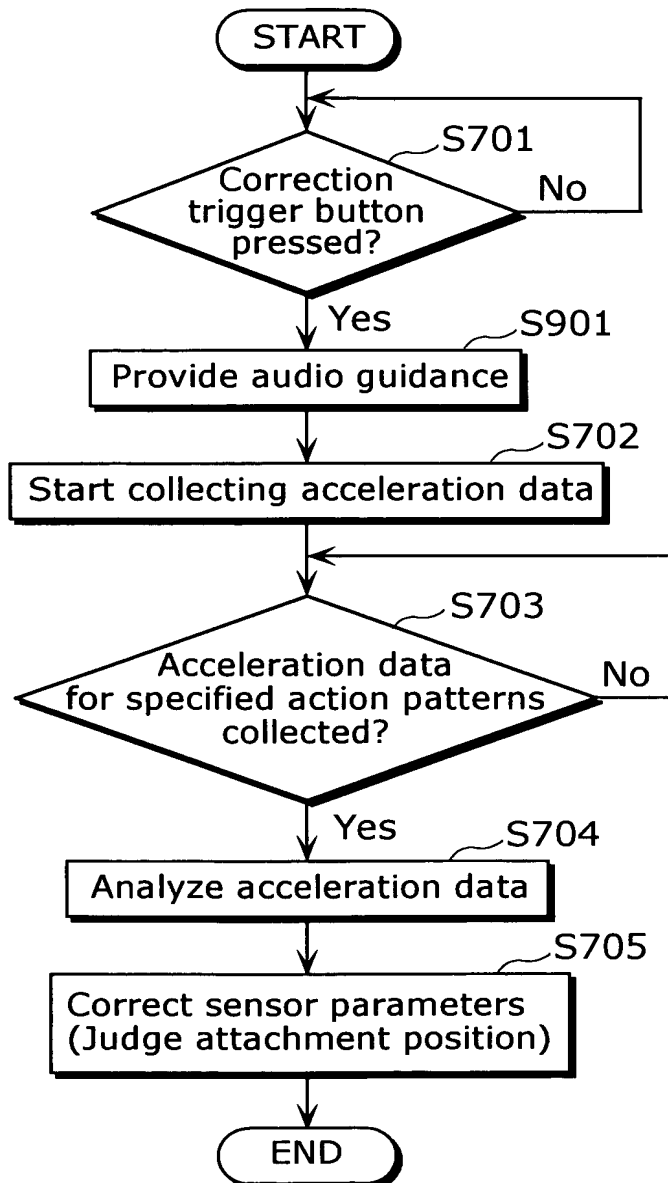 START
S701
Correction
trigger button
pressed?
No
Yes
S901
Provide audio guidance
S702
Start collecting acceleration data
S703
Acceleration data
for specified action patterns
collected?
No
Yes
S704
Analyze acceleration data
S705
Correct sensor parameters
(Judge attachment position)
END